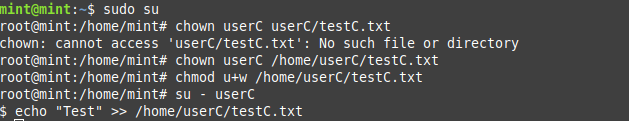 mint@mint:~$ sudo su
root@mint:/home/mint# chown userC userC/testC.txt
chown: cannot access 'userC/testC.txt': No such file or directory
root@mint:/home/mint# chown userC /home/userC/testC.txt
root@mint:/home/mint# chmod u+w /home/userC/testC.txt
root@mint:/home/mint# su - userC
$ echo "Test" >> /home/userC/testC.txt